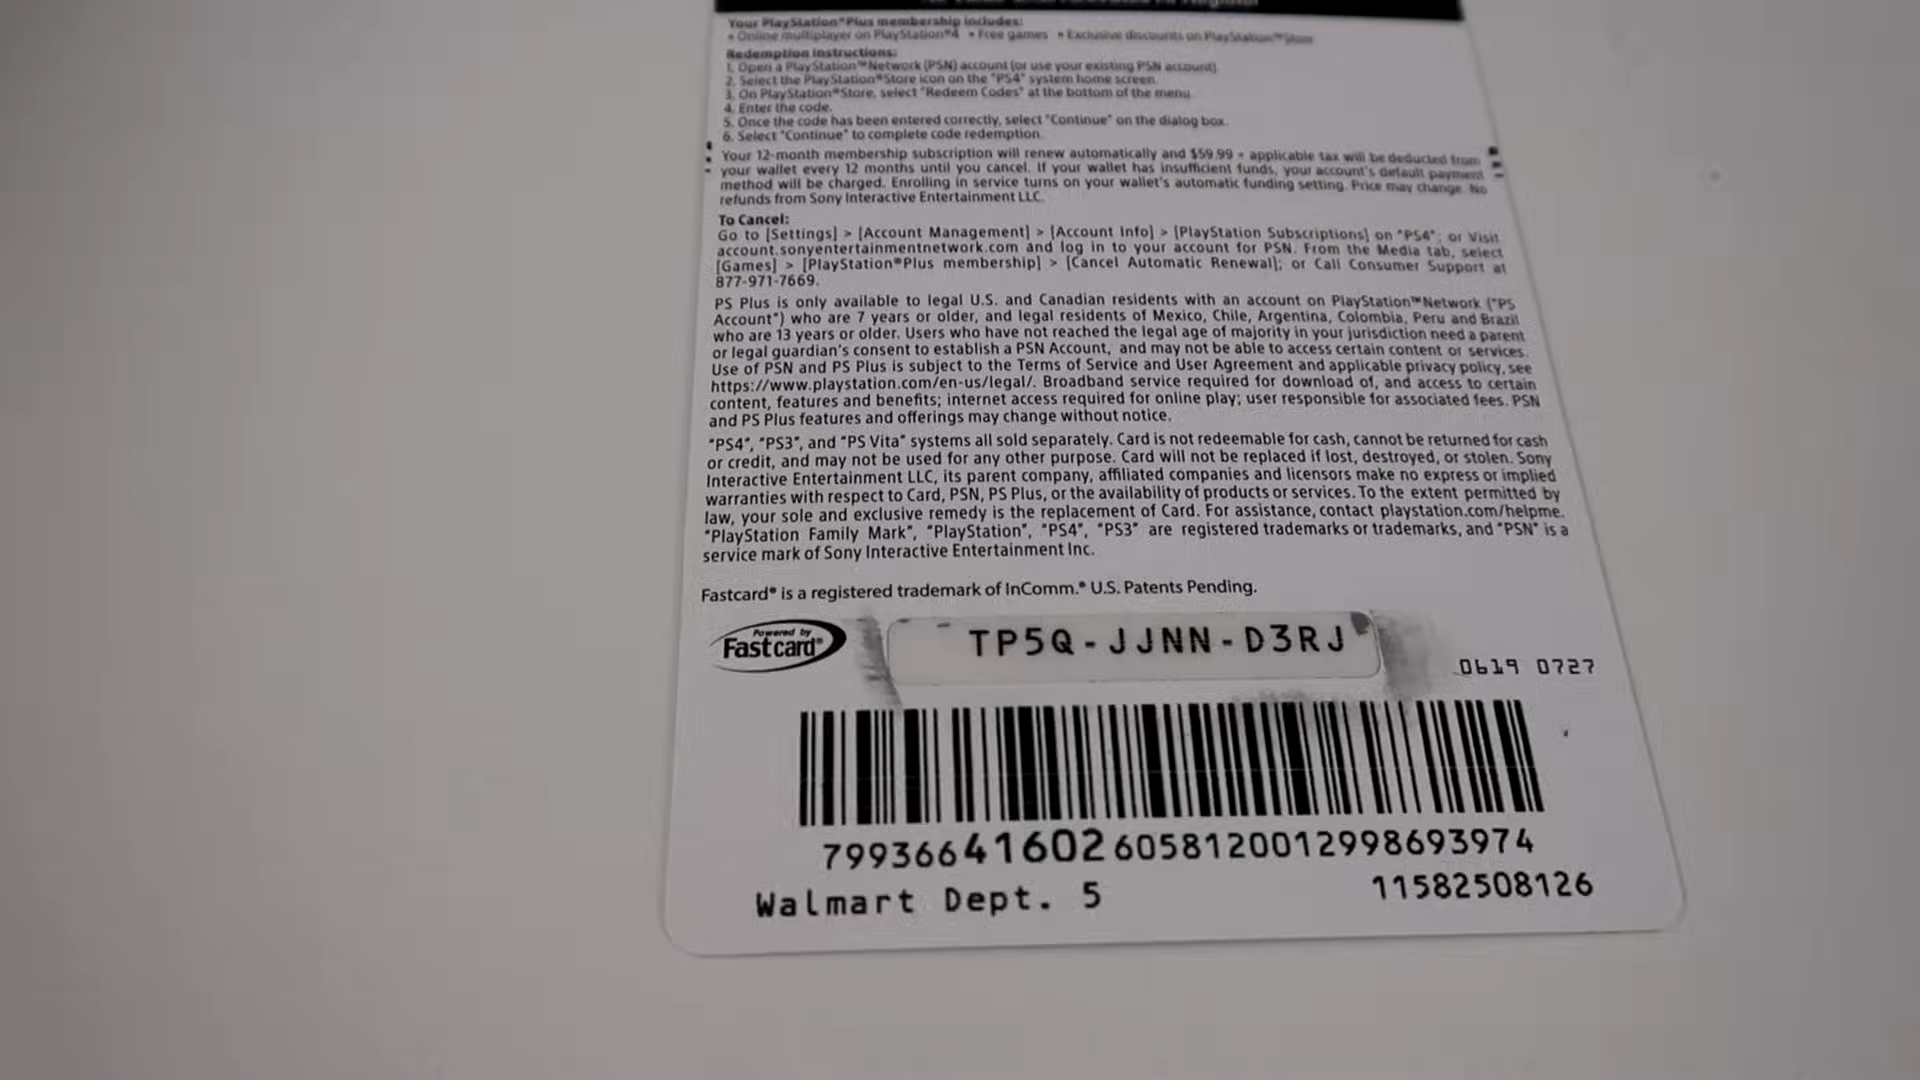 Your PlayStation®Plus membership includes:
• Online multiplayer on PlayStation®4 • Free games • Exclusive discounts on PlayStation™Store
Redemption Instructions:
1. Open a PlayStation™Network (PSN) account (or use your existing PSN account).
2. Select the PlayStation®Store icon on the "PS4" system home screen.
3. On PlayStation®Store, select "Redeem Codes" at the bottom of the menu.
4. Enter the code.
5. Once the code has been entered correctly, select "Continue" on the dialog box.
6. Select "Continue" to complete code redemption.
Your 12-month membership subscription will renew automatically and $59.99 + applicable tax will be deducted from
your wallet every 12 months until you cancel. If your wallet has insufficient funds, your account's default payment
method will be charged. Enrolling in service turns on your wallet's automatic funding setting. Price may change. No
refunds from Sony Interactive Entertainment LLC.
To Cancel:
Go to [Settings] > [Account Management] > [Account Info] > [PlayStation Subscriptions] on "PS4"; or Visit
account.sonyentertainmentnetwork.com and log in to your account for PSN. From the Media tab, select
[Games] > [PlayStation®Plus membership] > [Cancel Automatic Renewal]; or Call Consumer Support at
877-971-7669.
PS Plus is only available to legal U.S. and Canadian residents with an account on PlayStation™Network ("PS
Account") who are 7 years or older, and legal residents of Mexico, Chile, Argentina, Colombia, Peru and Brazil
who are 13 years or older. Users who have not reached the legal age of majority in your jurisdiction need a parent
or legal guardian's consent to establish a PSN Account, and may not be able to access certain content or services.
Use of PSN and PS Plus is subject to the Terms of Service and User Agreement and applicable privacy policy, see
https://www.playstation.com/en-us/legal/. Broadband service required for download of, and access to certain
content, features and benefits; internet access required for online play; user responsible for associated fees. PSN
and PS Plus features and offerings may change without notice.
"PS4", "PS3", and "PS Vita" systems all sold separately. Card is not redeemable for cash, cannot be returned for cash
or credit, and may not be used for any other purpose. Card will not be replaced if lost, destroyed, or stolen. Sony
Interactive Entertainment LLC, its parent company, affiliated companies and licensors make no express or implied
warranties with respect to Card, PSN, PS Plus, or the availability of products or services. To the extent permitted by
law, your sole and exclusive remedy is the replacement of Card. For assistance, contact playstation.com/helpme.
"PlayStation Family Mark", "PlayStation", "PS4", "PS3" are registered trademarks or trademarks, and "PSN" is a
service mark of Sony Interactive Entertainment Inc.
Fastcard® is a registered trademark of InComm.® U.S. Patents Pending.
Powered by
Fastcard®
TP5Q-JJNN-D3RJ
0619 0727
799366416026058120012998693974
Walmart Dept. 5
11582508126